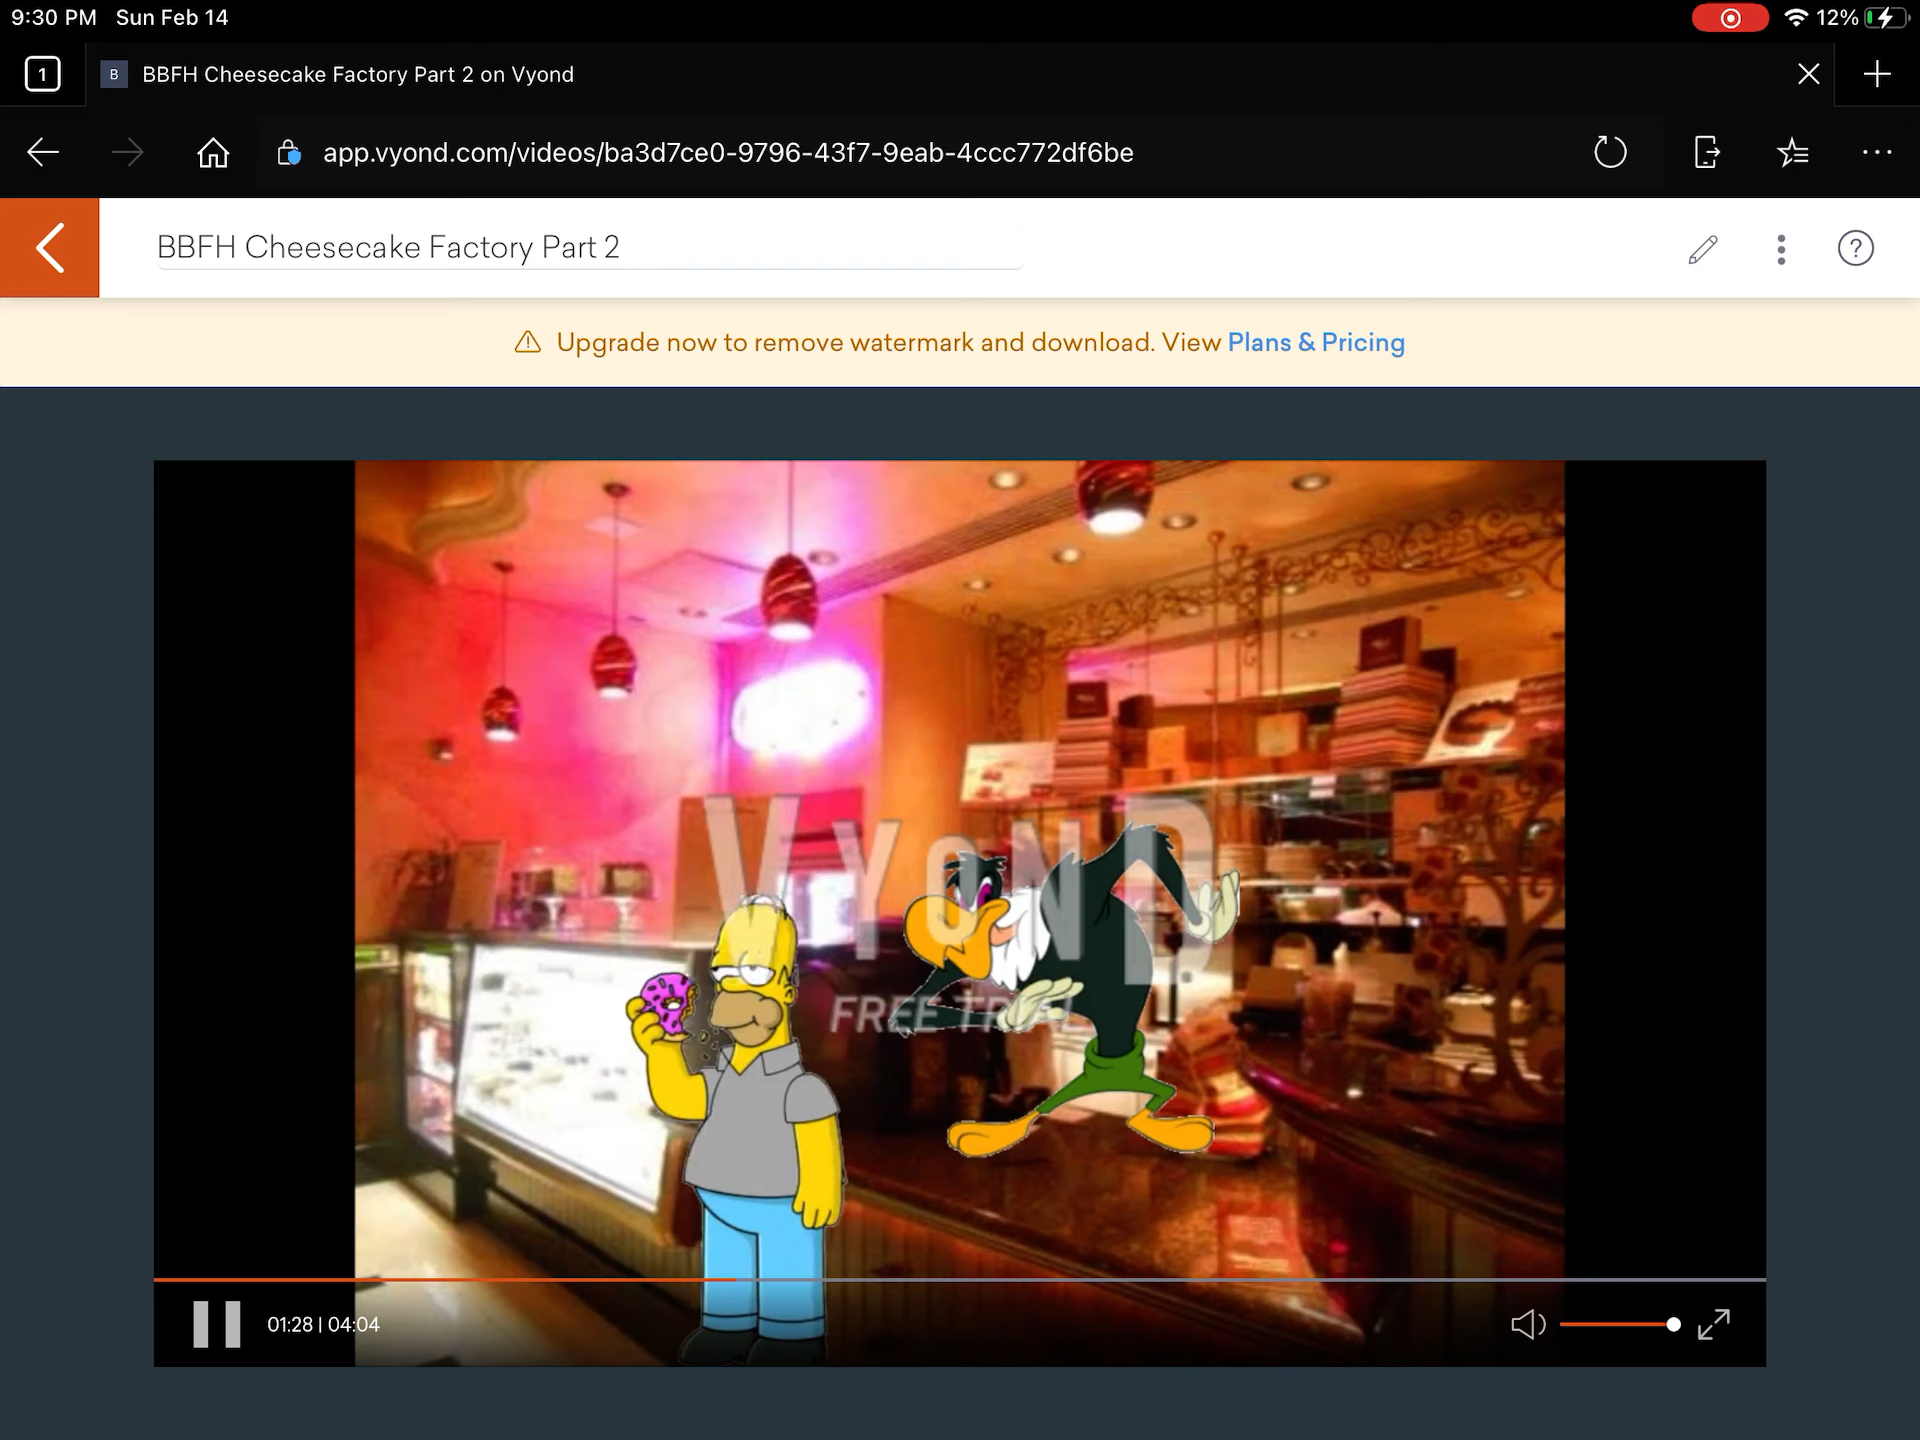 9:30 PM Sun Feb 14
12%
1
B BBFH Cheesecake Factory Part 2 on Vyond
app.vyond.com/videos/ba3d7ce0-9796-43f7-9eab-4ccc772df6be
BBFH Cheesecake Factory Part 2
?
Upgrade now to remove watermark and download. View Plans & Pricing
VYOND
FREE TRIAL
01:28 | 04:04